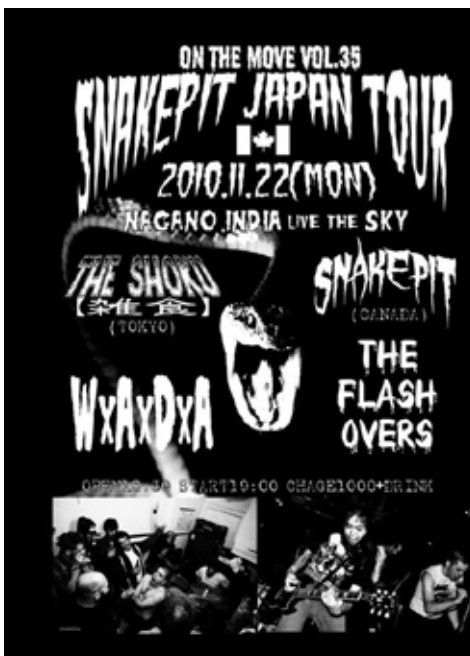 ON THE MOVE VOL.35
SNAKEPIT JAPAN TOUR
2010.11.22(MON)
NAGANO.INDIA LIVE THE SKY
THE SHOKU
【雑食】
(TOKYO)
SNAKEPIT
(CANADA)
WxAxDxA
THE
FLASH
OVERS
START19:00 CHAGE1000+DRINK